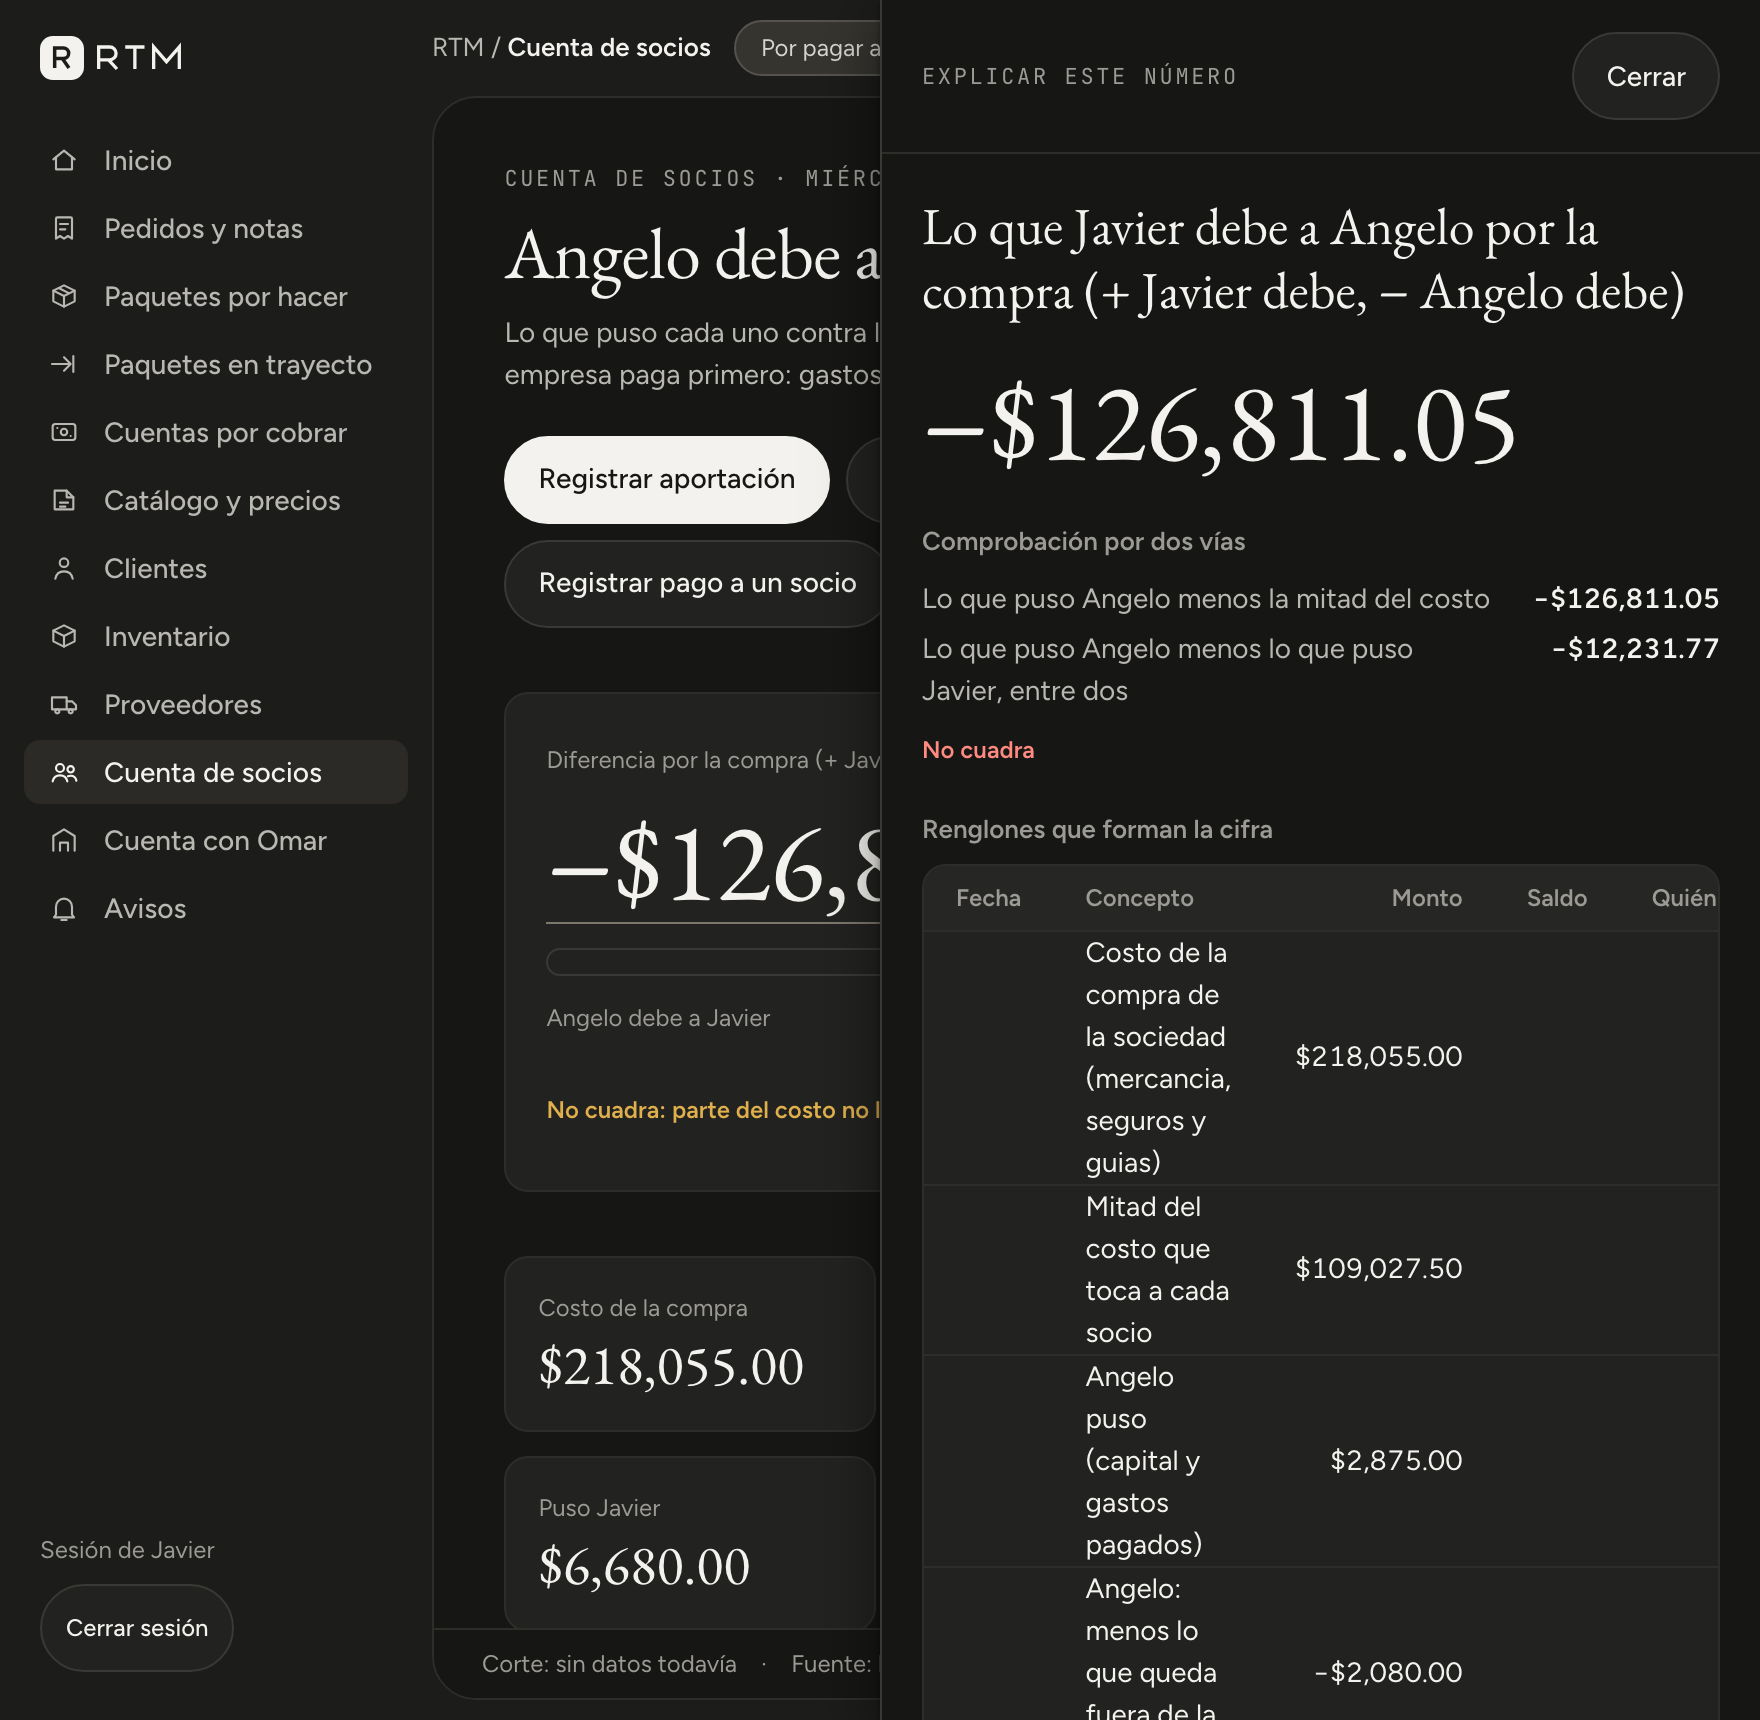 R RTM
Inicio
Pedidos y notas
Paquetes por hacer
Paquetes en trayecto
Cuentas por cobrar
Catálogo y precios
Clientes
Inventario
Proveedores
Cuenta de socios
Cuenta con Omar
Avisos
Sesión de Javier
Cerrar sesión
RTM / Cuenta de socios
Por pagar a
CUENTA DE SOCIOS · MIÉRC
Angelo debe a
Lo que puso cada uno contra l
empresa paga primero: gastos
Registrar aportación
Registrar pago a un socio
Diferencia por la compra (+ Jav
−$126,8
Angelo debe a Javier
No cuadra: parte del costo no l
Costo de la compra
$218,055.00
Puso Javier
$6,680.00
Corte: sin datos todavía · Fuente:
EXPLICAR ESTE NÚMERO
Cerrar
Lo que Javier debe a Angelo por la
compra (+ Javier debe, − Angelo debe)
−$126,811.05
Comprobación por dos vías
Lo que puso Angelo menos la mitad del costo −$126,811.05
Lo que puso Angelo menos lo que puso −$12,231.77
Javier, entre dos
No cuadra
Renglones que forman la cifra
Fecha Concepto Monto Saldo Quién
Costo de la
compra de
la sociedad
(mercancia,
seguros y
guias)
$218,055.00
Mitad del
costo que
toca a cada
socio
$109,027.50
Angelo
puso
(capital y
gastos
pagados)
$2,875.00
Angelo:
menos lo
que queda
fuera de la
−$2,080.00